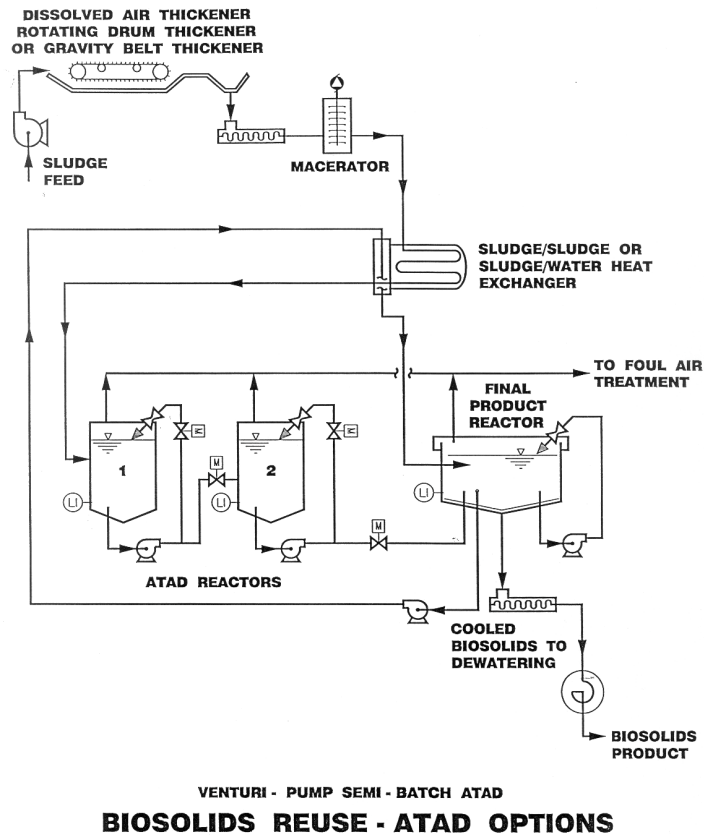 DISSOLVED AIR THICKENER
ROTATING DRUM THICKENER
OR GRAVITY BELT THICKENER
SLUDGE
FEED
MACERATOR
SLUDGE/SLUDGE OR
SLUDGE/WATER HEAT
EXCHANGER
TO FOUL AIR
TREATMENT
FINAL
PRODUCT
REACTOR
M
M
1
M
2
LI
LI
LI
M
ATAD REACTORS
COOLED
BIOSOLIDS TO
DEWATERING
BIOSOLIDS
PRODUCT
VENTURI - PUMP SEMI - BATCH ATAD
BIOSOLIDS REUSE - ATAD OPTIONS